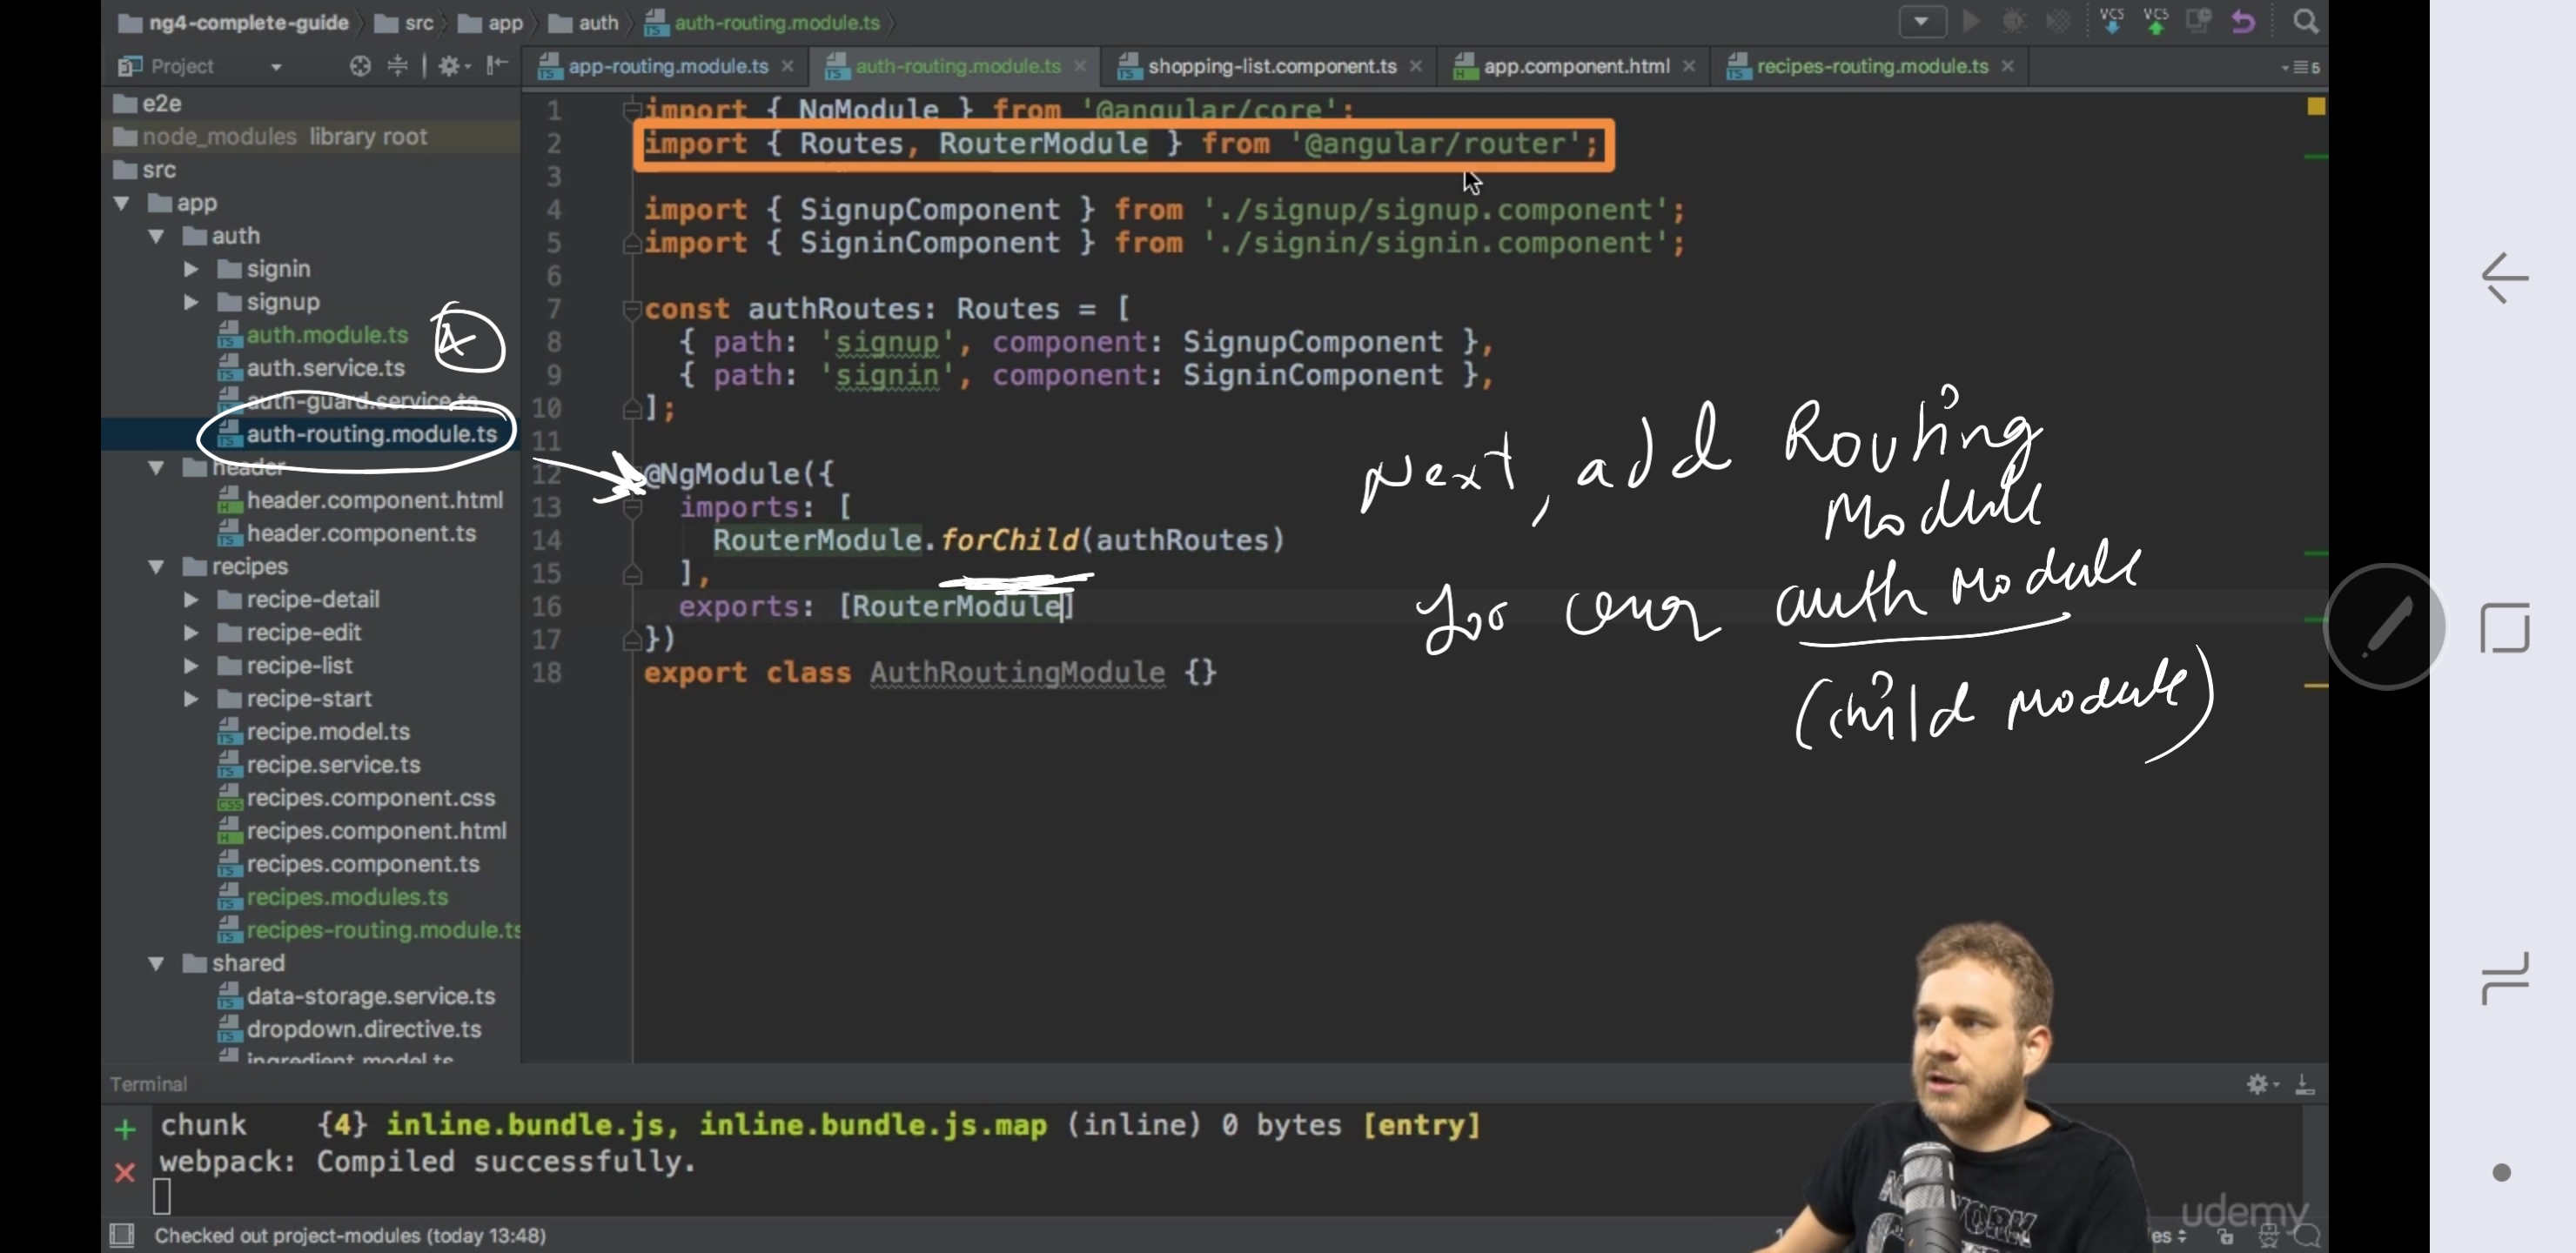 ng4-complete-guide src app auth auth-routing.module.ts
VCS VCS
Project
app-routing.module.ts auth-routing.module.ts shopping-list.component.ts app.component.html recipes-routing.module.ts 5
e2e
node_modules library root
src
app
auth
signin
signup
auth.module.ts
auth.service.ts
auth-guard.service.ts
auth-routing.module.ts
header
header.component.html
header.component.ts
recipes
recipe-detail
recipe-edit
recipe-list
recipe-start
recipe.model.ts
recipe.service.ts
recipes.component.css
recipes.component.html
recipes.component.ts
recipes.modules.ts
recipes-routing.module.ts
shared
data-storage.service.ts
dropdown.directive.ts
ingredient.model.ts
1 import { NgModule } from '@angular/core';
2 import { Routes, RouterModule } from '@angular/router';
3
4 import { SignupComponent } from './signup/signup.component';
5 import { SigninComponent } from './signin/signin.component';
6
7 const authRoutes: Routes = [
8 { path: 'signup', component: SignupComponent },
9 { path: 'signin', component: SigninComponent },
10 ];
11
12 @NgModule({
13 imports: [
14 RouterModule.forChild(authRoutes)
15 ],
16 exports: [RouterModule]
17 })
18 export class AuthRoutingModule {}
Next, add Routing
Module
for our auth Module
(child Module)
Terminal
chunk {4} inline.bundle.js, inline.bundle.js.map (inline) 0 bytes [entry]
webpack: Compiled successfully.
Checked out project-modules (today 13:48)
udemy